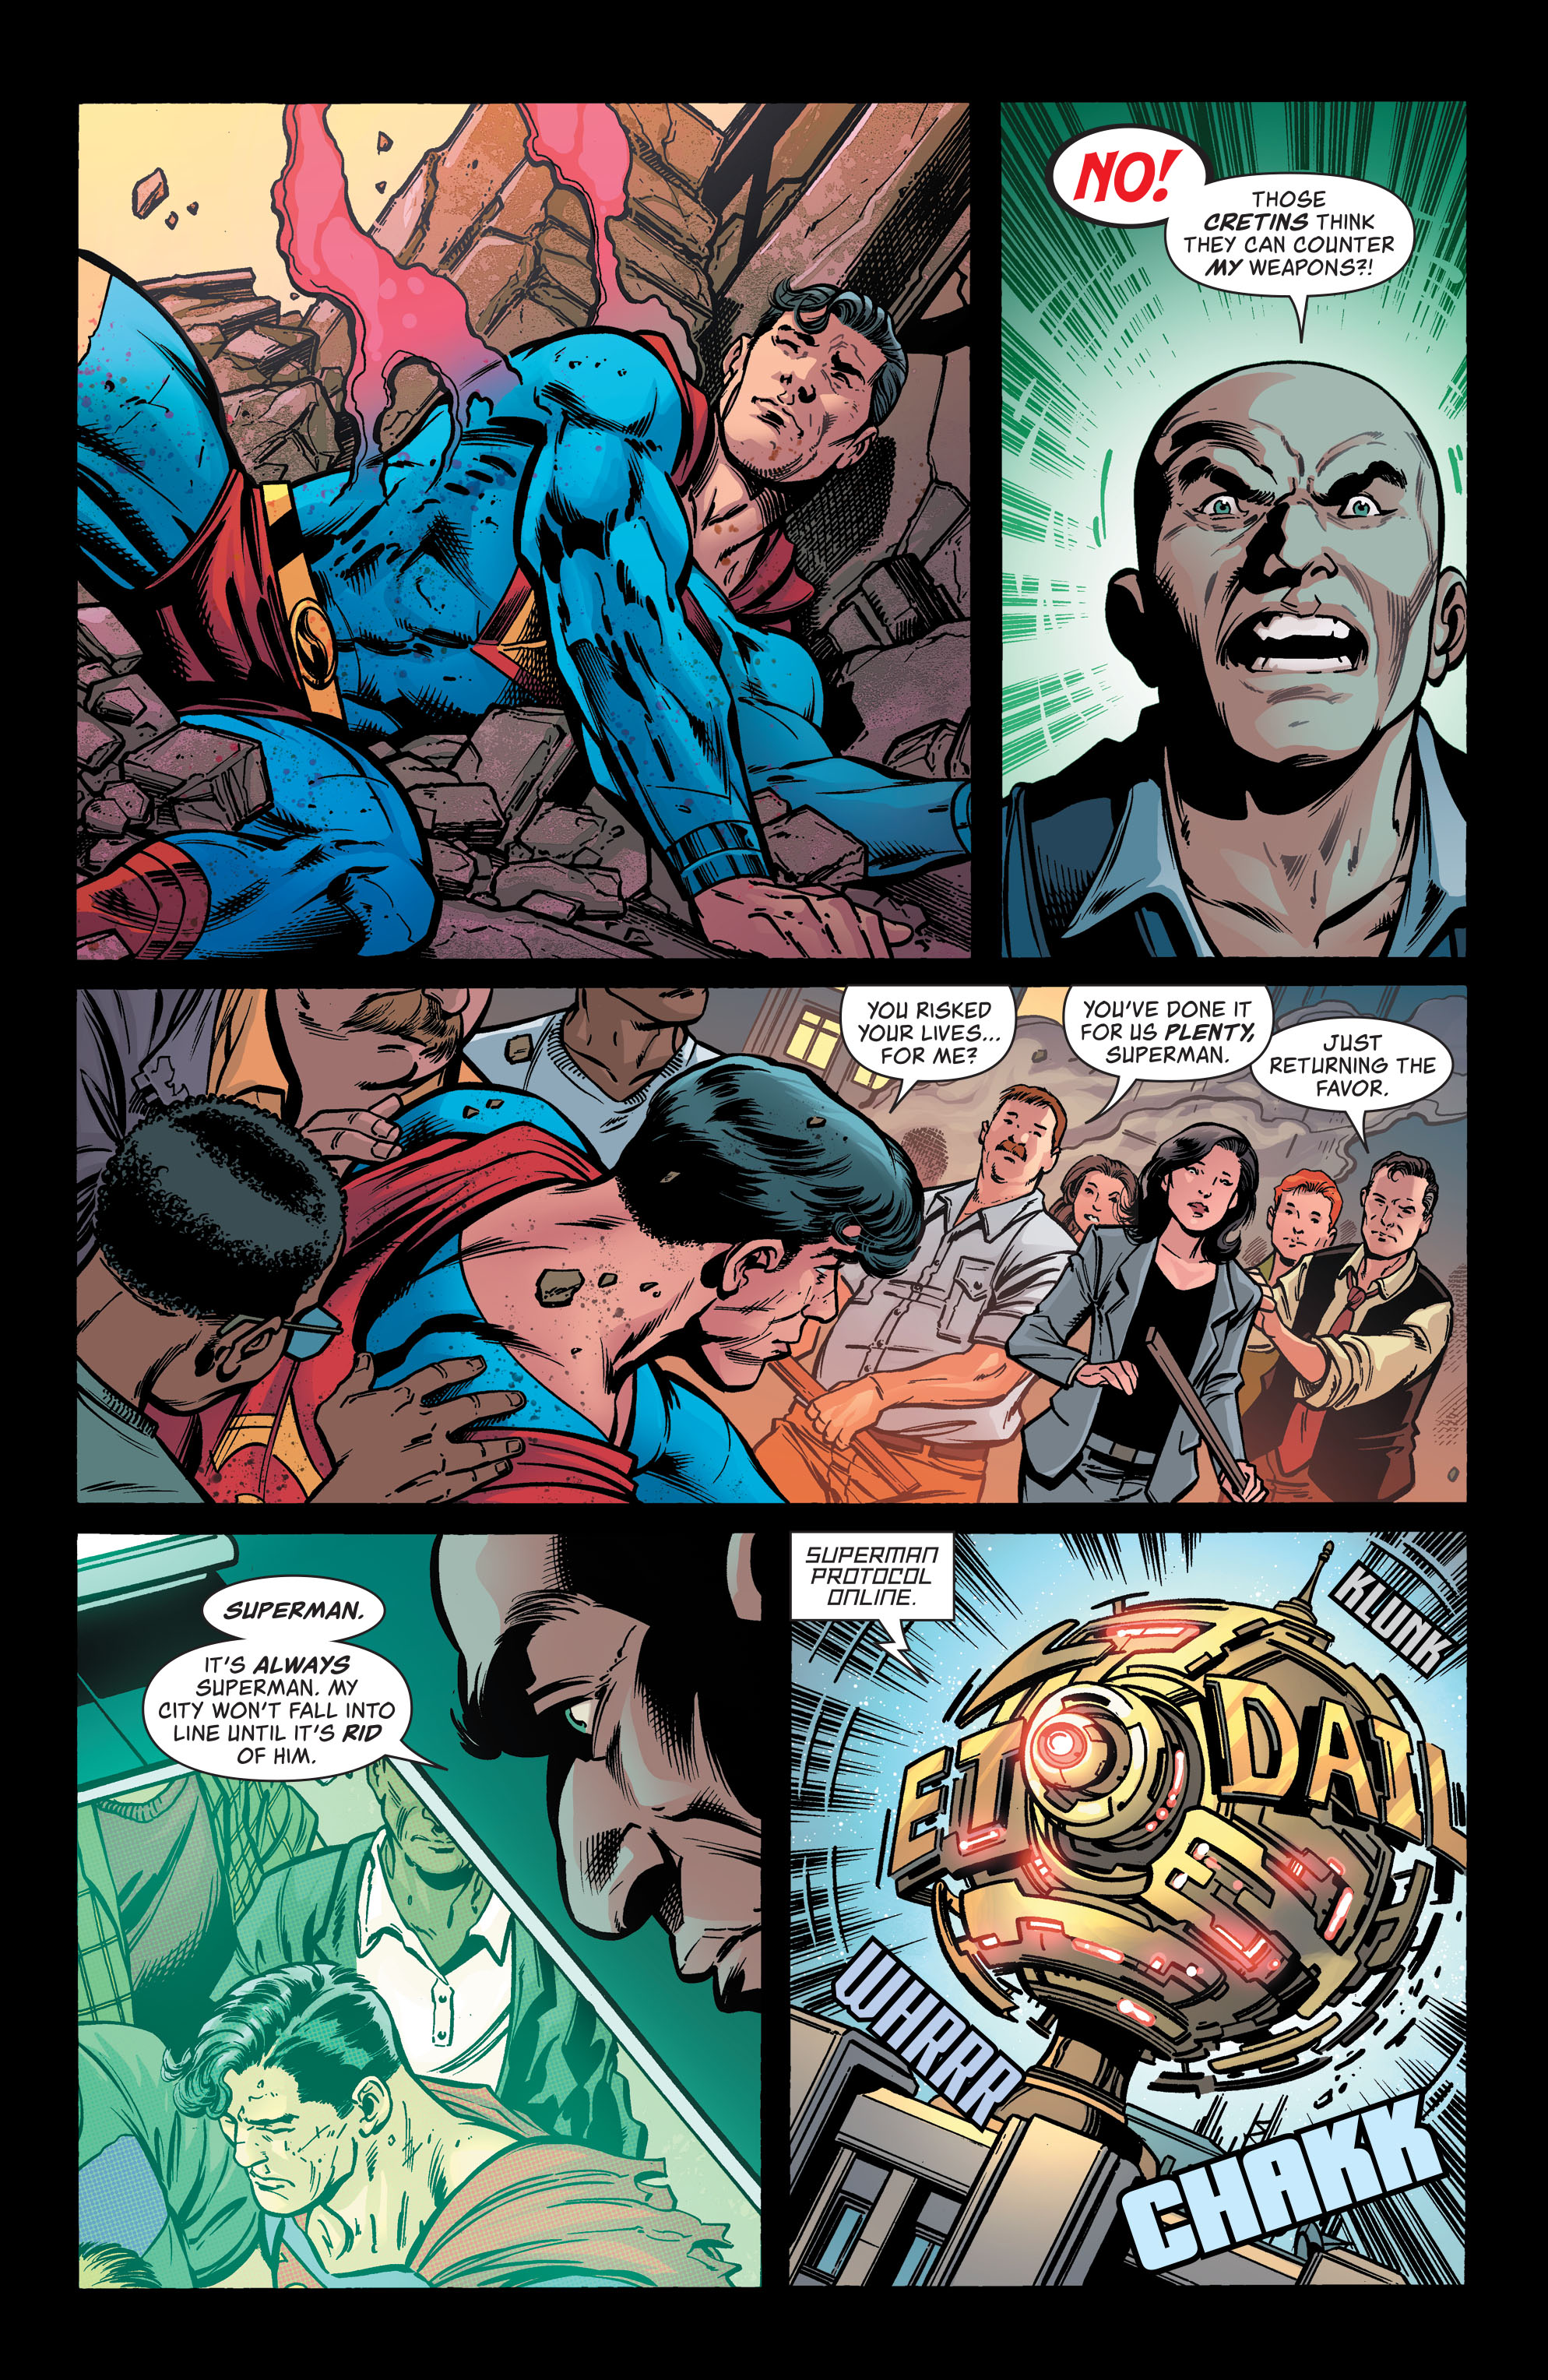 NO!
THOSE
CRETINS THINK
THEY CAN COUNTER
MY WEAPONS?!
YOU RISKED
YOUR LIVES...
FOR ME?
YOU'VE DONE IT
FOR US PLENTY,
SUPERMAN.
JUST
RETURNING THE
FAVOR.
SUPERMAN.
IT'S ALWAYS
SUPERMAN. MY
CITY WON'T FALL INTO
LINE UNTIL IT'S RID
OF HIM.
SUPERMAN
PROTOCOL
ONLINE.
KLUNK
ET DAIL
WHRRR
CHAKK